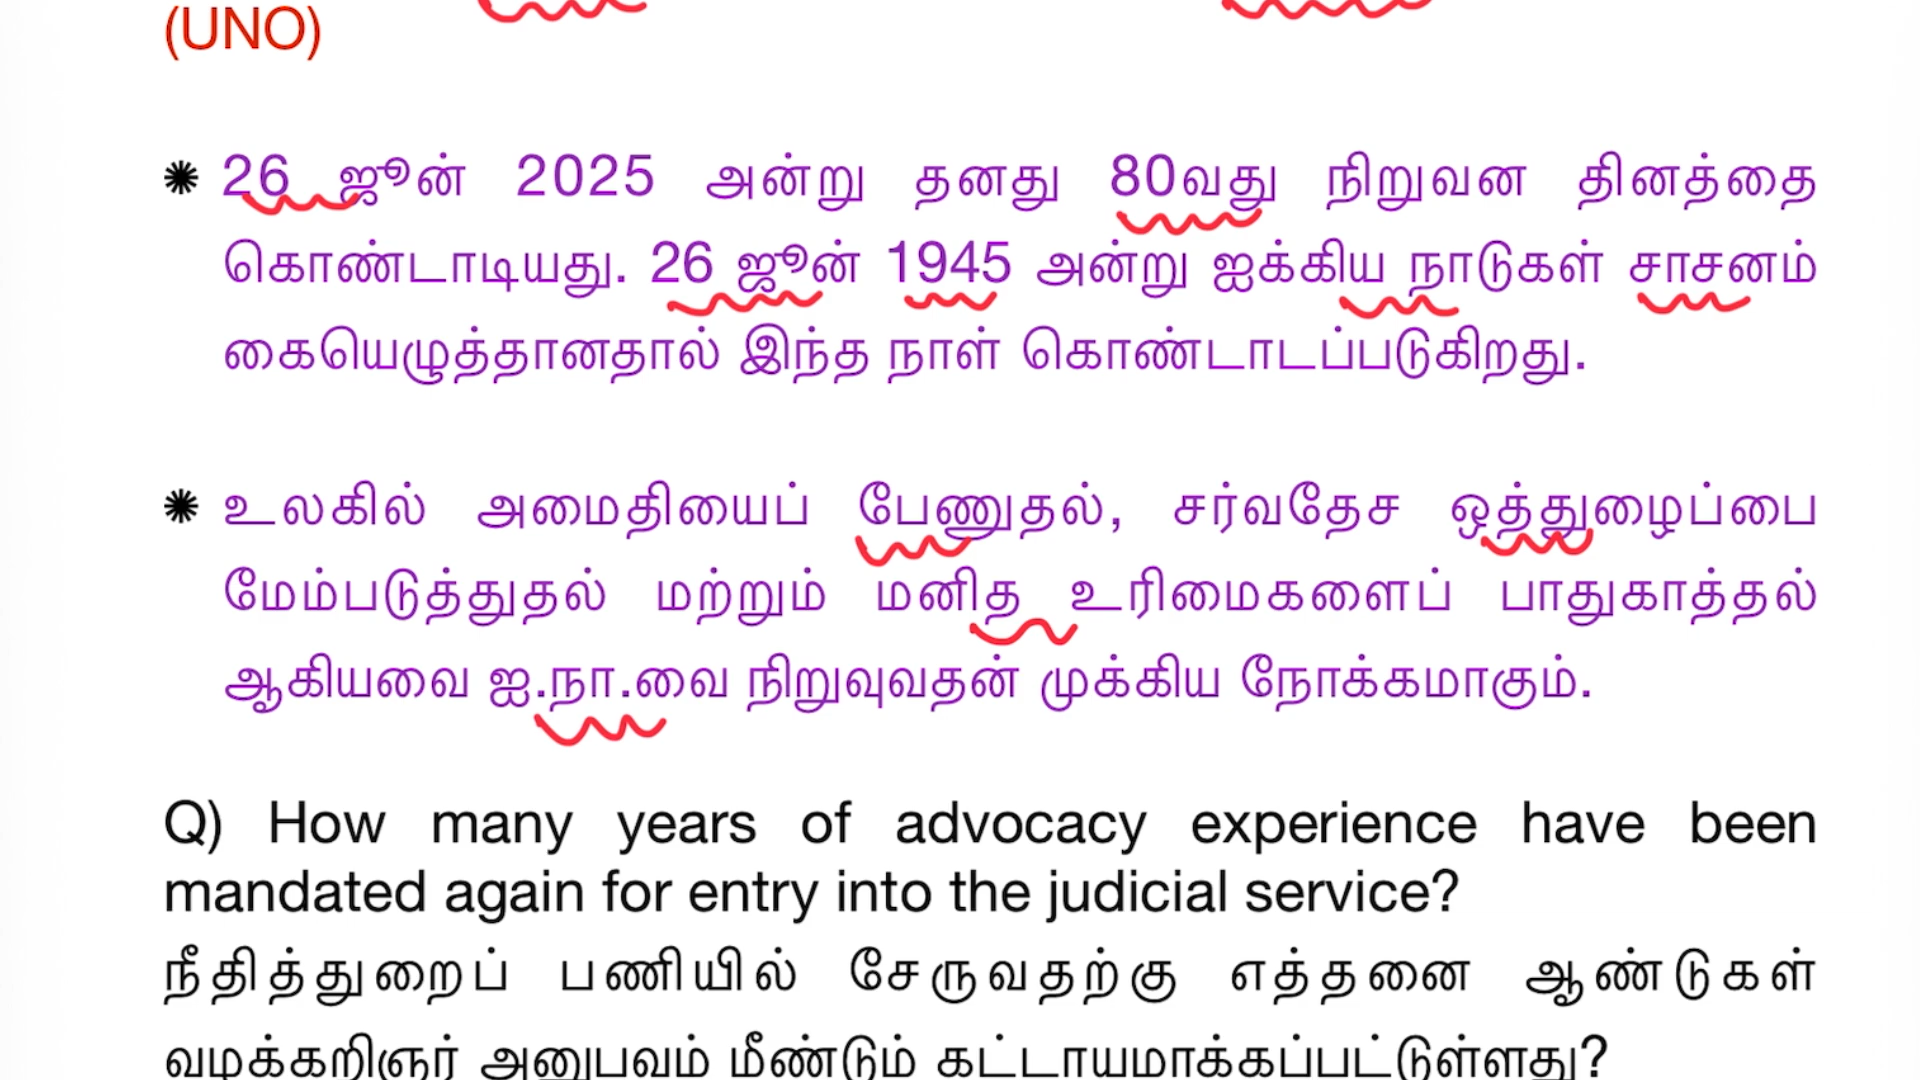 (UNO)
✺ 26 ஜூன் 2025 அன்று தனது 80வது நிறுவன தினத்தை
கொண்டாடியது. 26 ஜூன் 1945 அன்று ஐக்கிய நாடுகள் சாசனம்
கையெழுத்தானதால் இந்த நாள் கொண்டாடப்படுகிறது.
✺ உலகில் அமைதியைப் பேணுதல், சர்வதேச ஒத்துழைப்பை
மேம்படுத்துதல் மற்றும் மனித உரிமைகளைப் பாதுகாத்தல்
ஆகியவை ஐ.நா.வை நிறுவுவதன் முக்கிய நோக்கமாகும்.
Q) How many years of advocacy experience have been
mandated again for entry into the judicial service?
நீதித்துறைப் பணியில் சேருவதற்கு எத்தனை ஆண்டுகள்
வழக்கறிஞர் அனுபவம் மீண்டும் கட்டாயமாக்கப்பட்டுள்ளது?